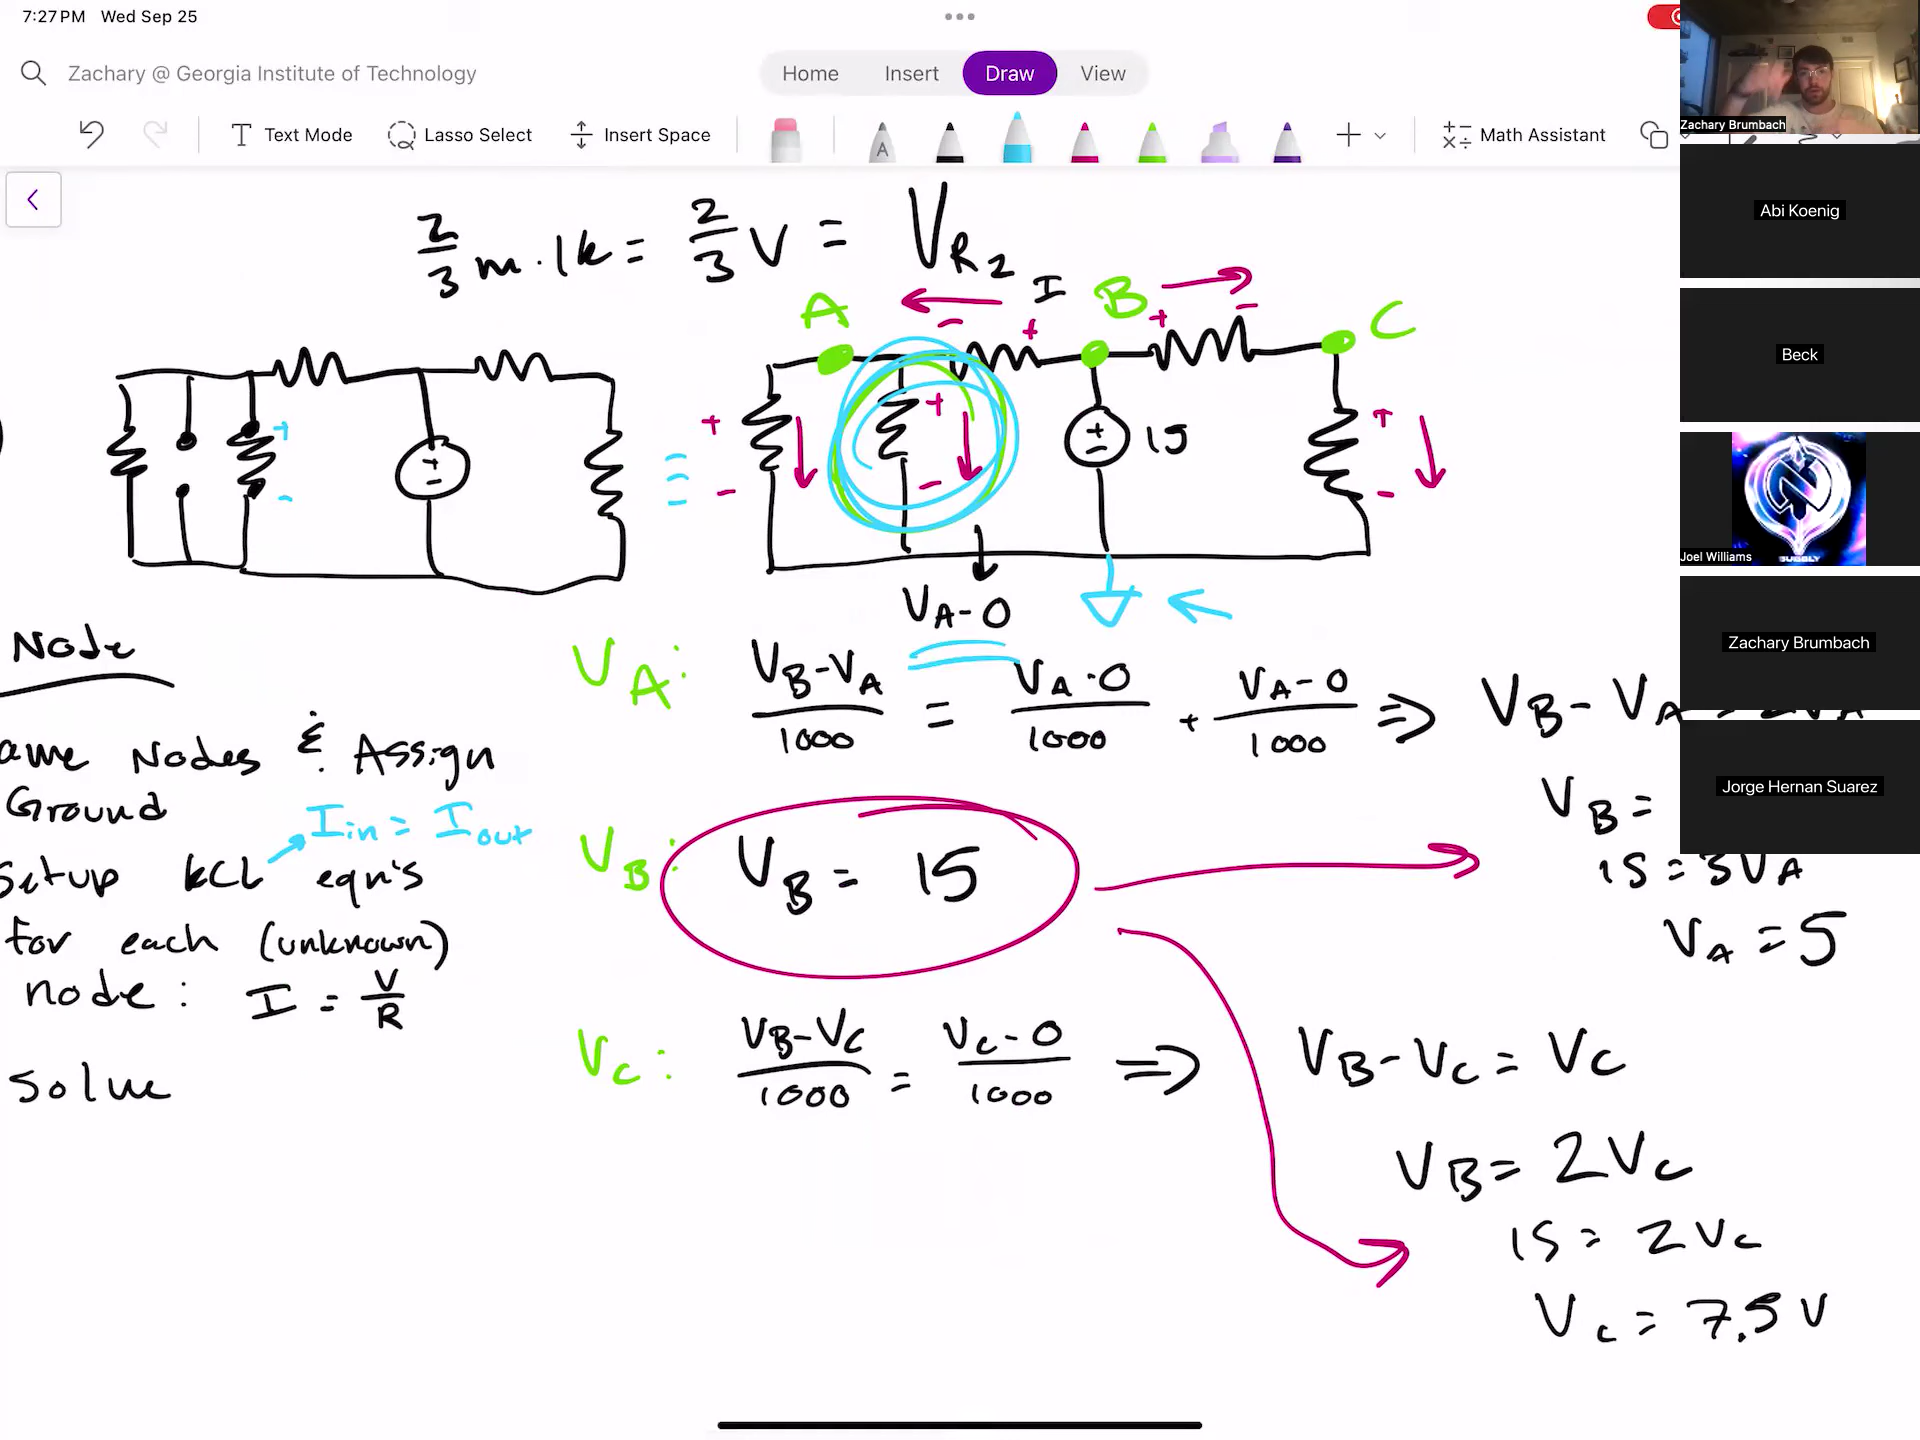 7:27 PM Wed Sep 25
Zachary @ Georgia Institute of Technology
Home Insert Draw View
Text Mode Lasso Select Insert Space A Math Assistant
Zachary Brumbach
Abi Koenig
Beck
Joel Williams
Zachary Brumbach
Jorge Hernan Suarez
2/3 m · 1k = 2/3 V = V_R2
A I B C
+ - + + -
+ - + - + - 15 + -
+ - + -
V_A - 0
Node
ame Nodes & Assign
Ground
I_in = I_out
Setup KCL eqn's
for each (unknown)
node: I = V/R
Solve
V_A: (V_B - V_A)/1000 = (V_A - 0)/1000 + (V_A - 0)/1000 ⇒ V_B - V_A = 2V_A
V_B =
15 = 3V_A
V_A = 5
V_B: V_B = 15
V_C: (V_B - V_C)/1000 = (V_C - 0)/1000 ⇒ V_B - V_C = V_C
V_B = 2V_C
15 = 2V_C
V_C = 7.5 V